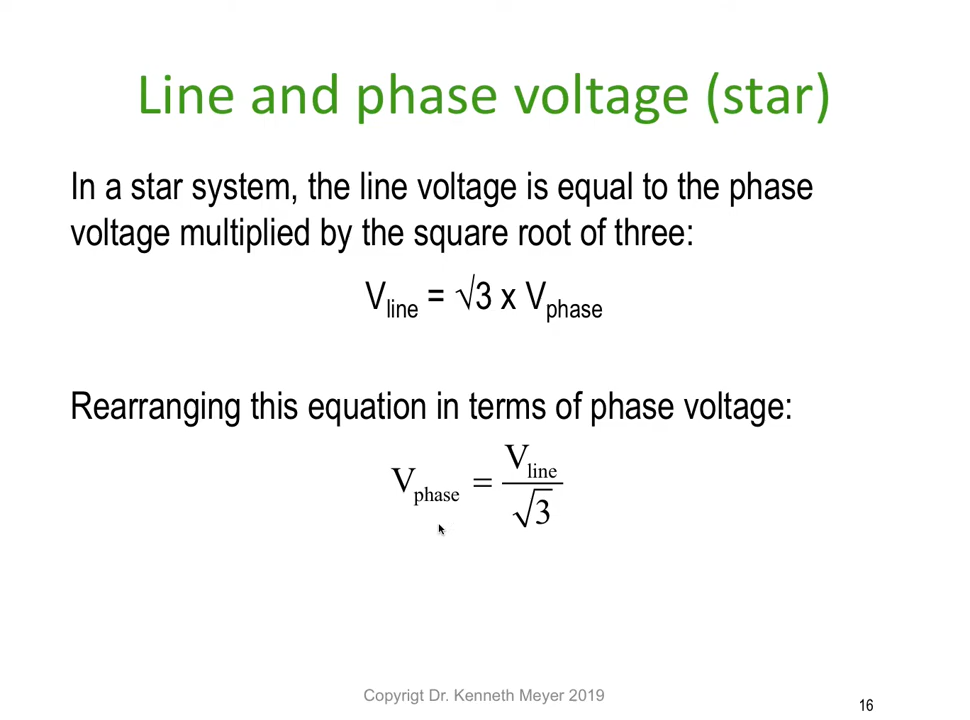 Line and phase voltage (star)
In a star system, the line voltage is equal to the phase
voltage multiplied by the square root of three:
V_line = √3 x V_phase
Rearranging this equation in terms of phase voltage:
V_phase = V_line / √3
Copyrigt Dr. Kenneth Meyer 2019
16